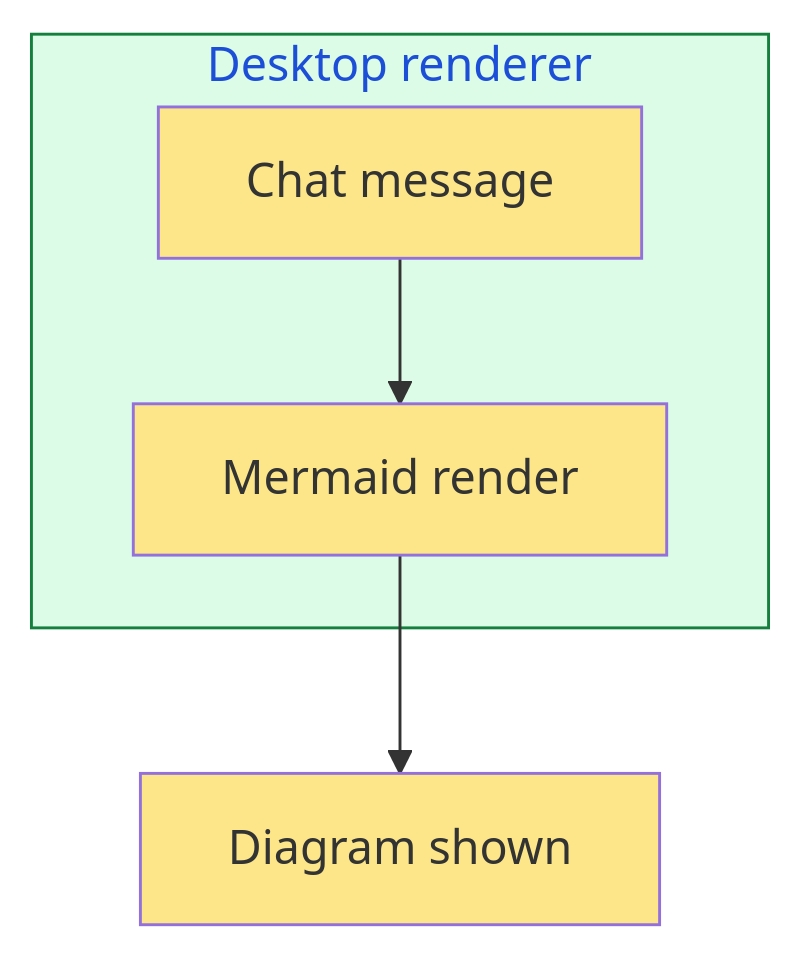 Desktop renderer
Chat message
Mermaid render
Diagram shown